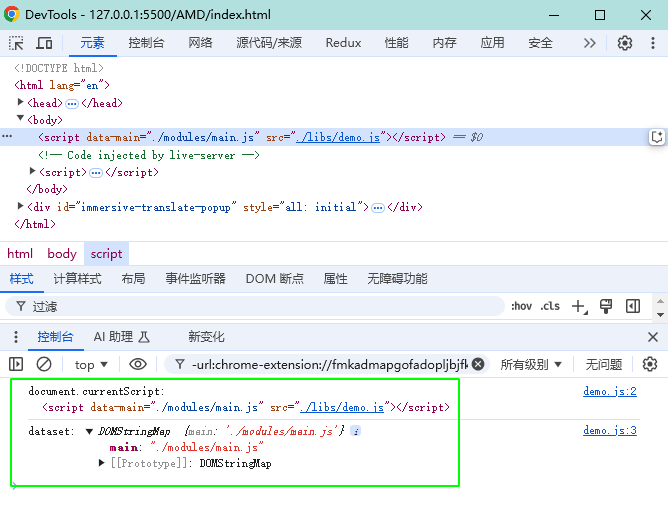 DevTools - 127.0.0.1:5500/AMD/index.html
元素 控制台 网络 源代码/来源 Redux 性能 内存 应用 安全
<!DOCTYPE html>
<html lang="en">
<head> </head>
<body>
<script data-main="./modules/main.js" src="./libs/demo.js"></script> == $0
<!-- Code injected by live-server -->
<script> </script>
</body>
<div id="immersive-translate-popup" style="all: initial"> </div>
</html>
html body script
样式 计算样式 布局 事件监听器 DOM 断点 属性 无障碍功能
过滤 :hov .cls
控制台 AI 助理 新变化
top -url:chrome-extension://fmkadmapgofadopljbjfk 所有级别 无问题
document.currentScript: demo.js:2
<script data-main="./modules/main.js" src="./libs/demo.js"></script>
dataset: DOMStringMap {main: './modules/main.js'} demo.js:3
main: "./modules/main.js"
[[Prototype]]: DOMStringMap